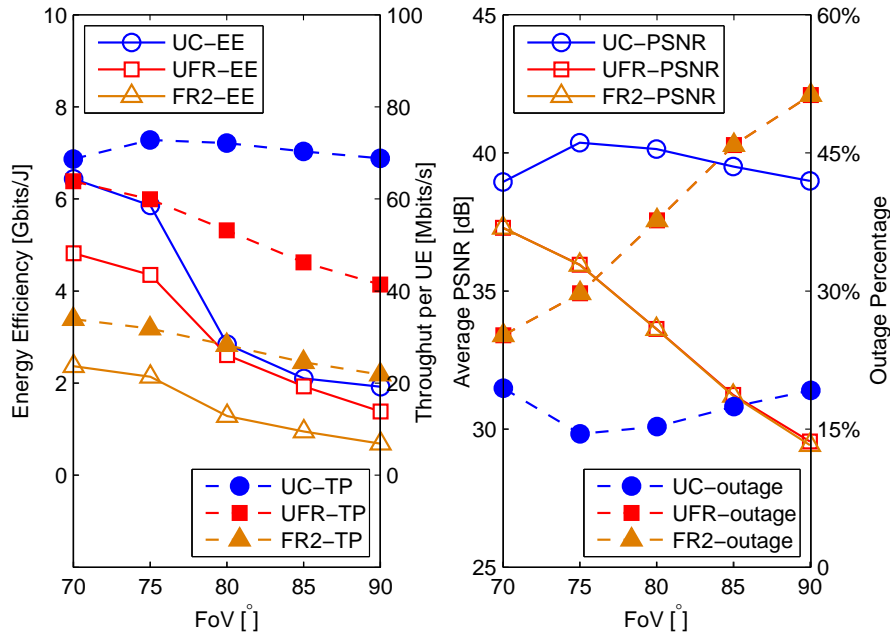 10
8
6
4
2
0
Energy Efficiency [Gbits/J]
100
80
60
40
20
0
Throughut per UE [Mbits/s]
UC−EE
UFR−EE
FR2−EE
UC−TP
UFR−TP
FR2−TP
70 75 80 85 90
FoV [°]
45
40
35
30
25
Average PSNR [dB]
60%
45%
30%
15%
0
Outage Percentage
UC−PSNR
UFR−PSNR
FR2−PSNR
UC−outage
UFR−outage
FR2−outage
70 75 80 85 90
FoV [°]